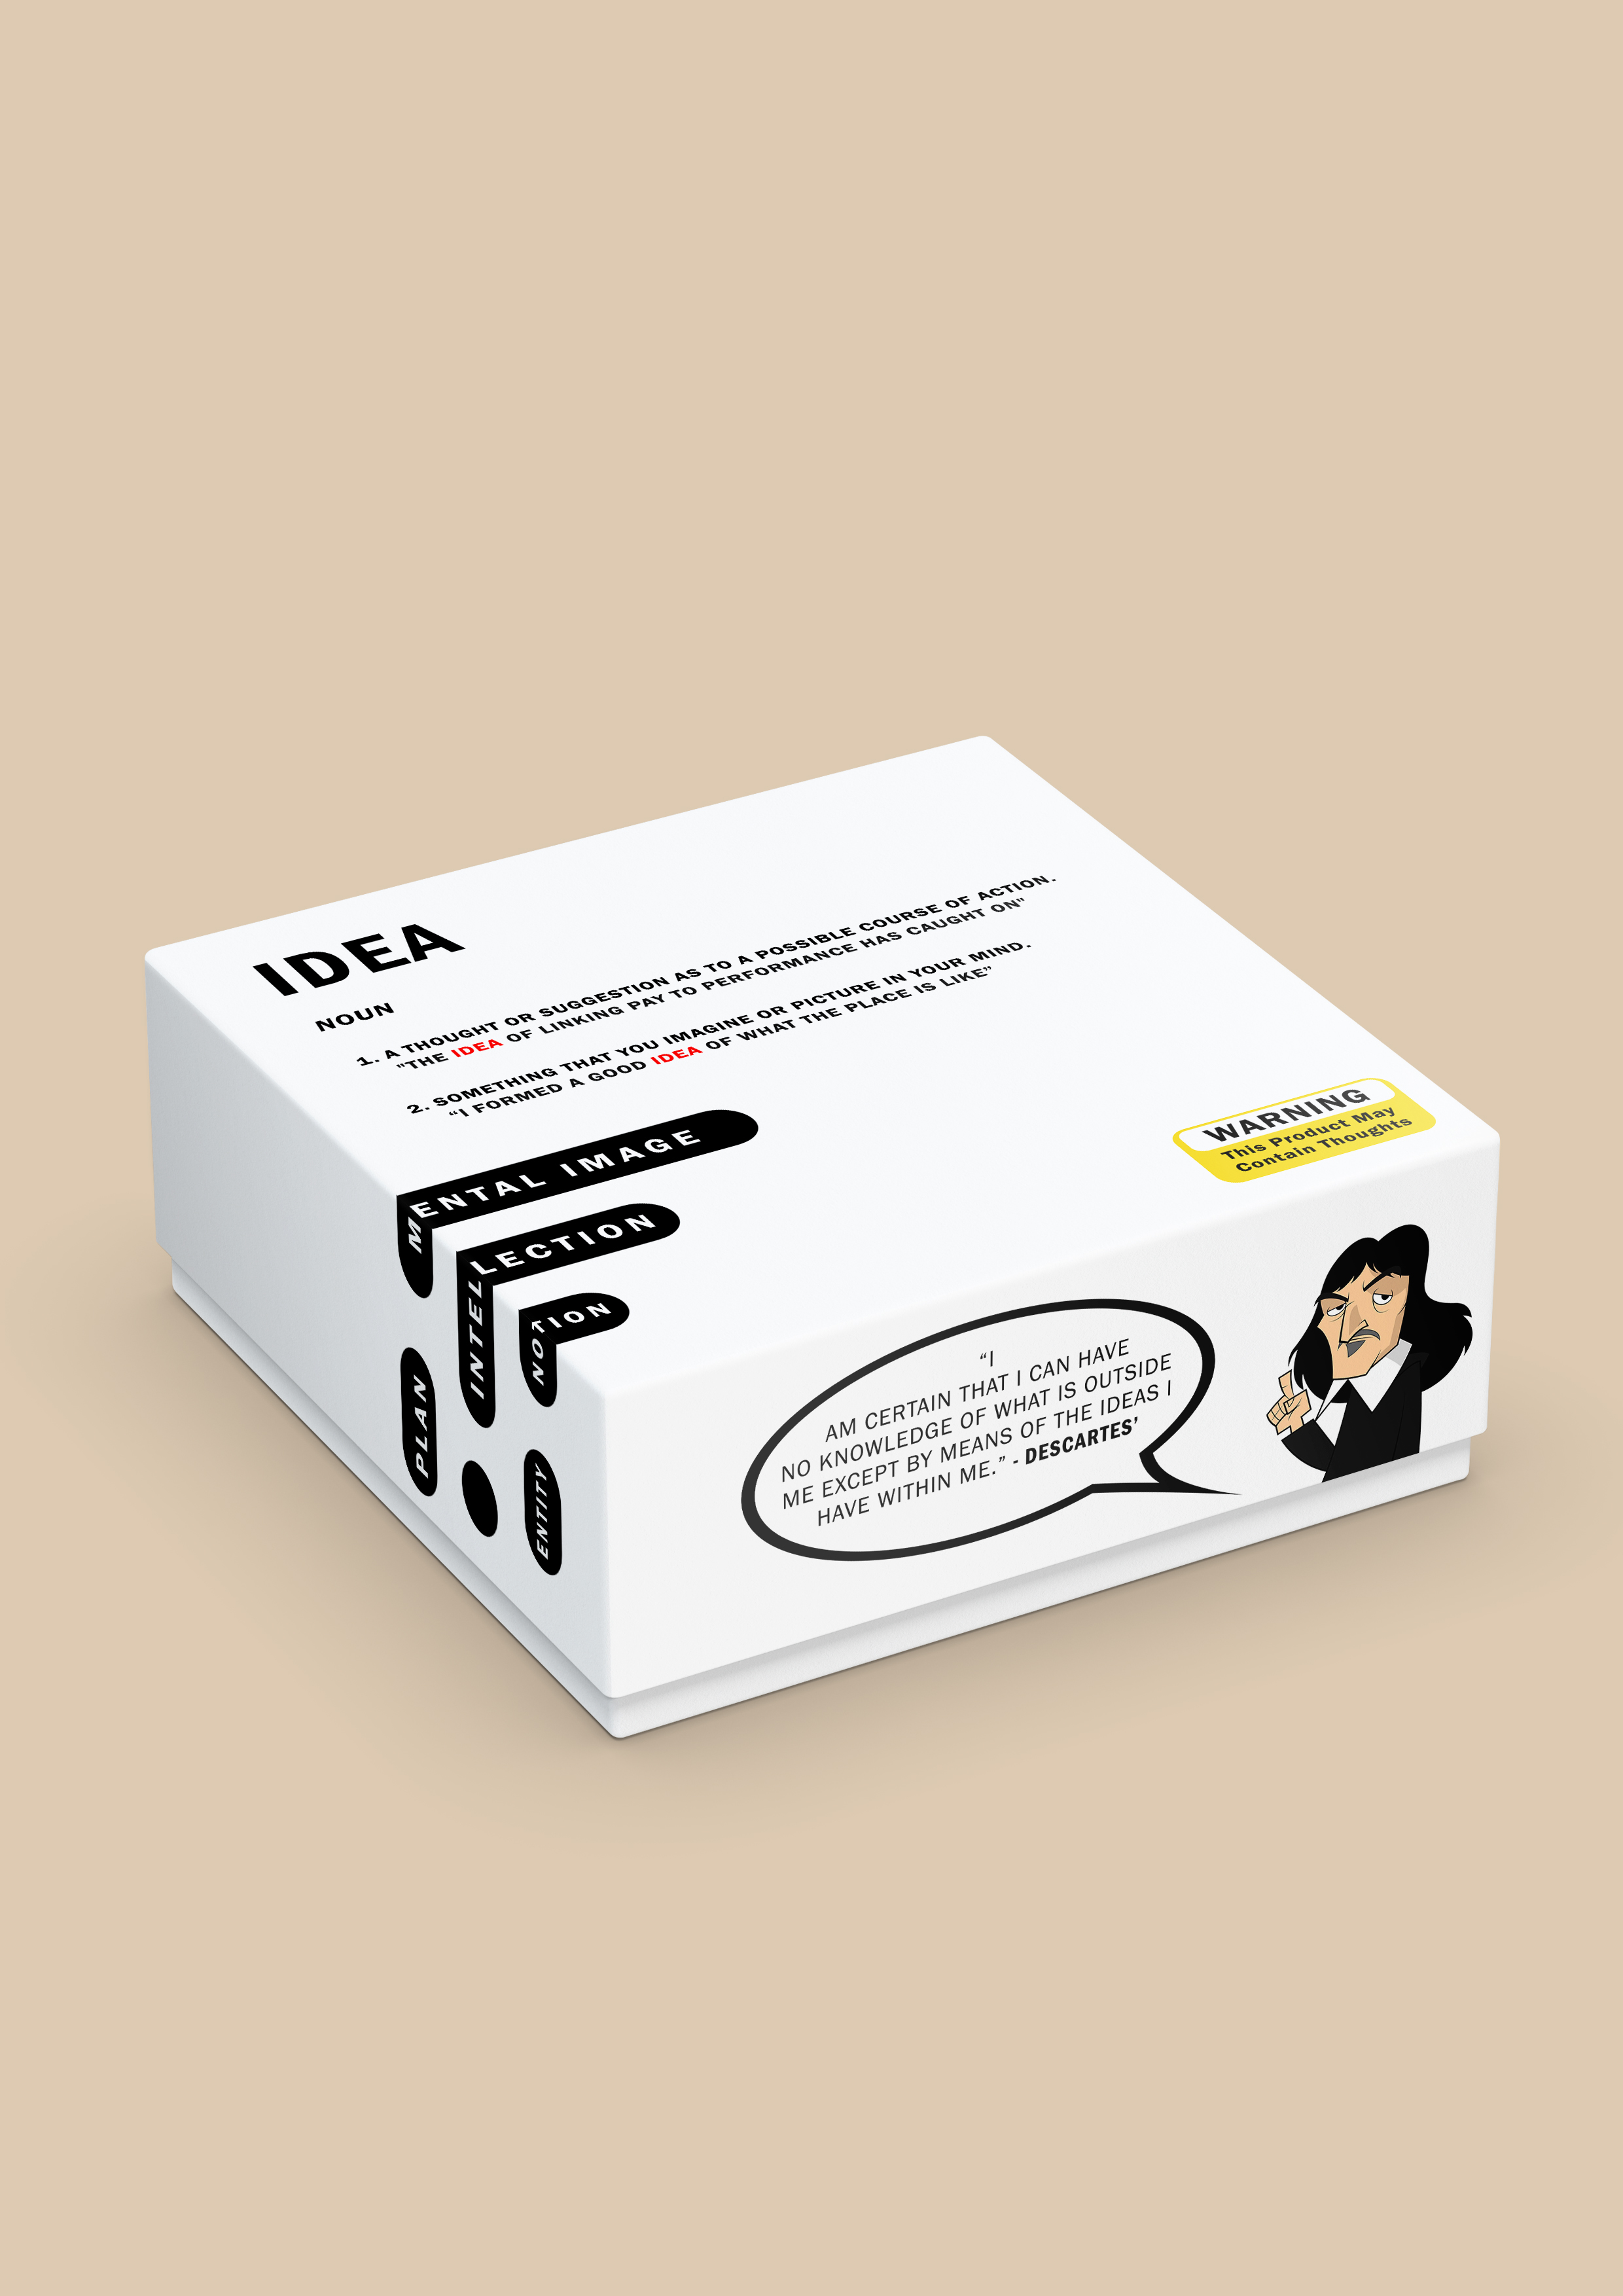 IDEA
NOUN
1. A THOUGHT OR SUGGESTION AS TO A POSSIBLE COURSE OF ACTION.
"THE IDEA OF LINKING PAY TO PERFORMANCE HAS CAUGHT ON"
2. SOMETHING THAT YOU IMAGINE OR PICTURE IN YOUR MIND.
“I FORMED A GOOD IDEA OF WHAT THE PLACE IS LIKE”
MENTAL IMAGE
INTELLECTION
NOTION
PLAN
ENTITY
WARNING
This Product May
Contain Thoughts
“I
AM CERTAIN THAT I CAN HAVE
NO KNOWLEDGE OF WHAT IS OUTSIDE
ME EXCEPT BY MEANS OF THE IDEAS I
HAVE WITHIN ME.” - DESCARTES’